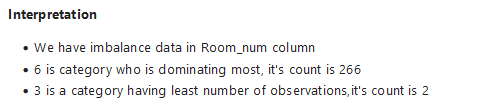 Interpretation
• We have imbalance data in Room_num column
• 6 is category who is dominating most, it's count is 266
• 3 is a category having least number of observations,it's count is 2